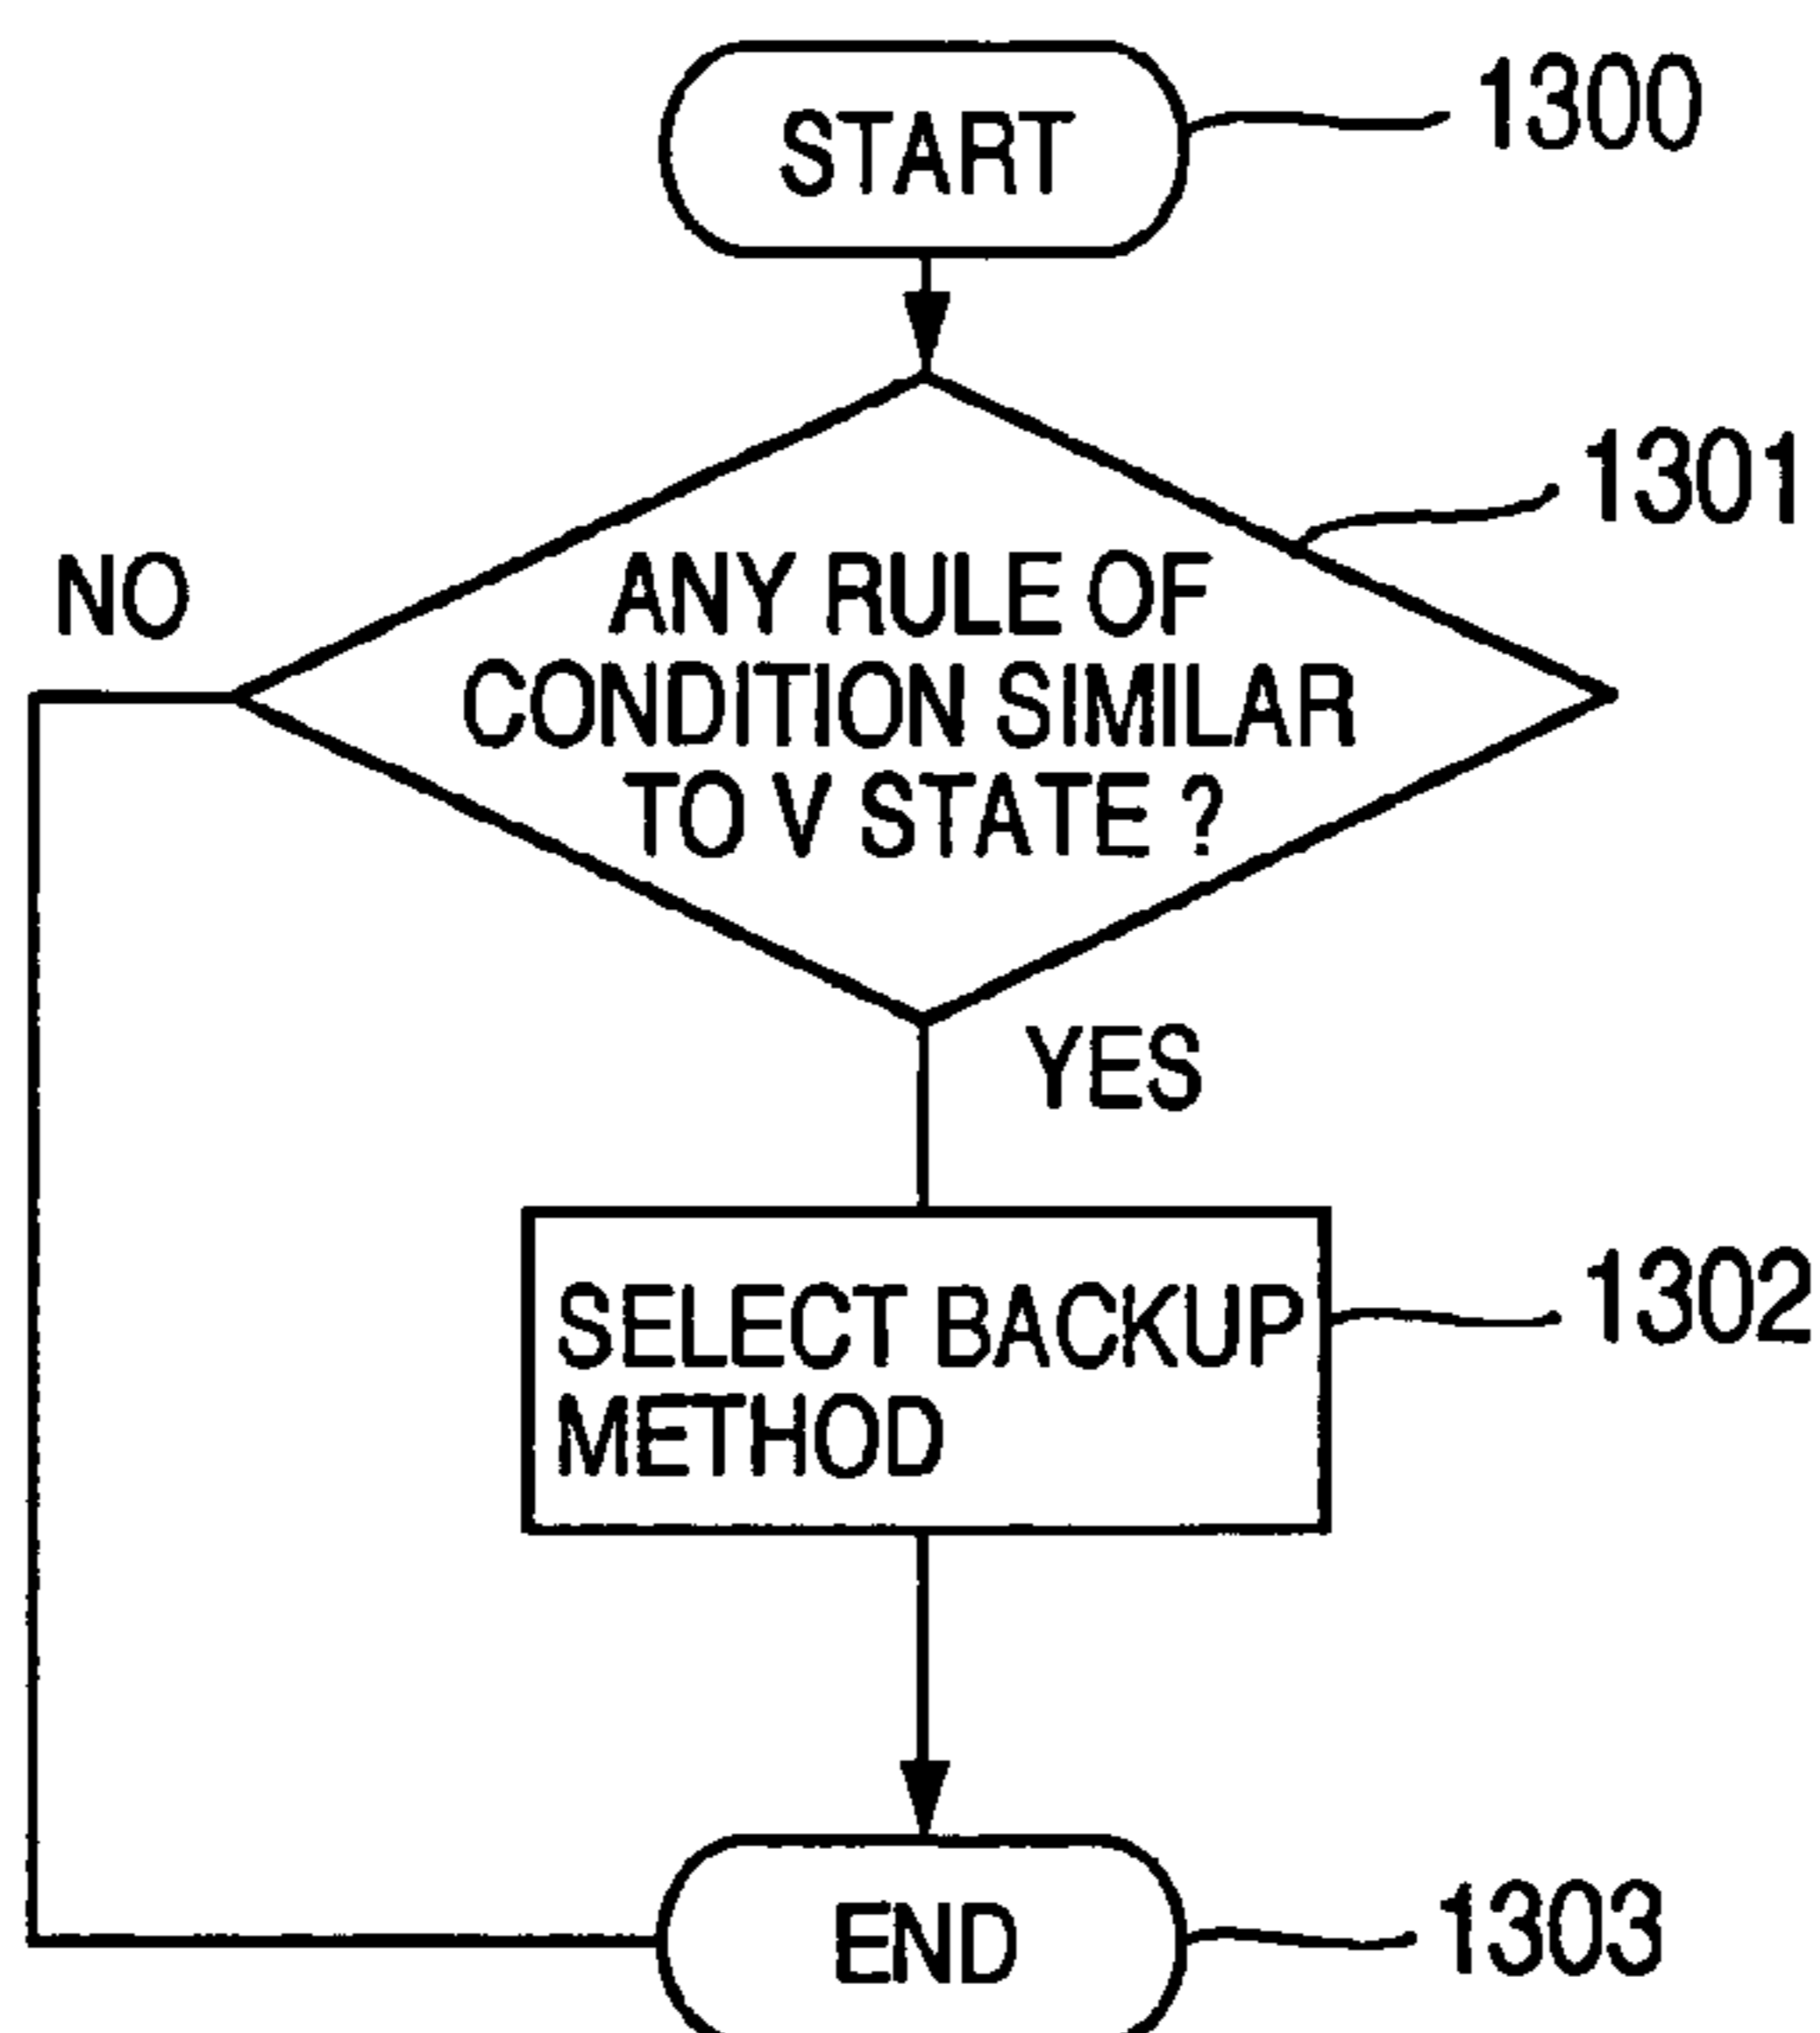 START
1300
1301
NO
ANY RULE OF
CONDITION SIMILAR
TO V STATE ?
YES
SELECT BACKUP
METHOD
1302
END
1303